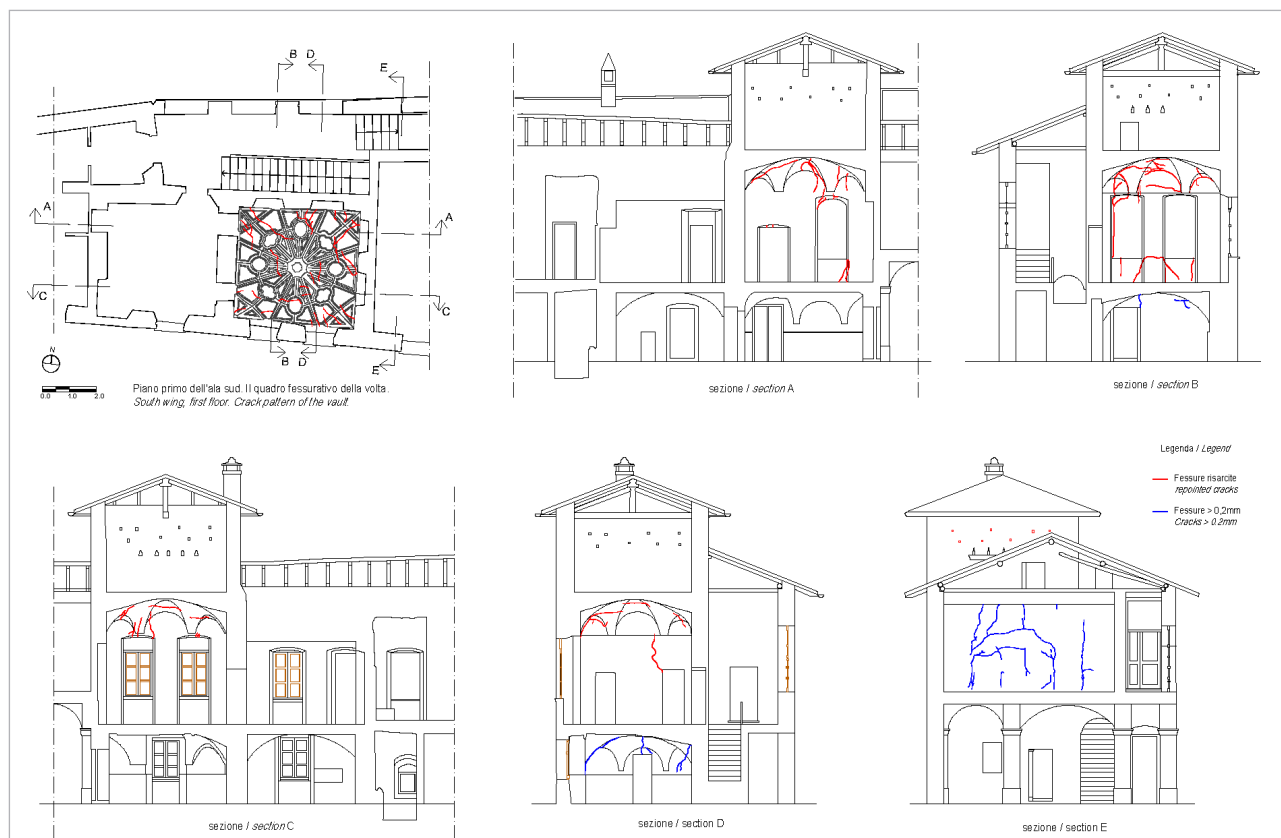 B D
E
A
A
C
C
B D
E
N
0.0 1.0 2.0
Piano primo dell'ala sud. Il quadro fessurativo della volta.
South wing, first floor. Crack pattern of the vault.
sezione / section A
sezione / section B
Legenda / Legend
Fessure risarcite
repointed cracks
Fessure > 0,2mm
Cracks > 0.2mm
sezione / section C
sezione / section D
sezione / section E